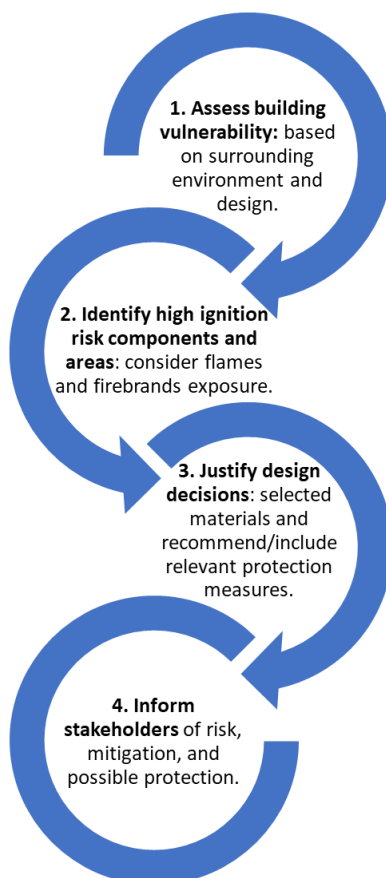 1. Assess building
vulnerability: based
on surrounding
environment and
design.
2. Identify high ignition
risk components and
areas: consider flames
and firebrands exposure.
3. Justify design
decisions: selected
materials and
recommend/include
relevant protection
measures.
4. Inform
stakeholders of risk,
mitigation, and
possible protection.